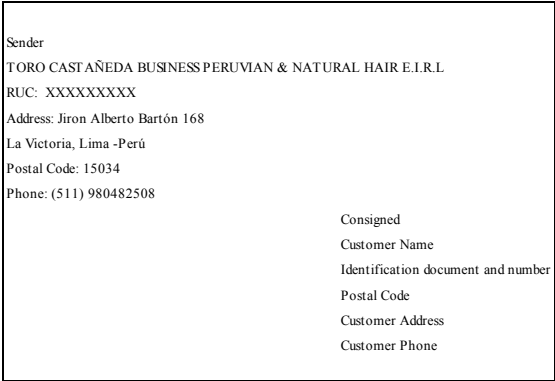 Sender
TORO CASTAÑEDA BUSINESS PERUVIAN & NATURAL HAIR E.I.R.L
RUC: XXXXXXXXX
Address: Jiron Alberto Bartón 168
La Victoria, Lima -Perú
Postal Code: 15034
Phone: (511) 980482508
Consigned
Customer Name
Identification document and number
Postal Code
Customer Address
Customer Phone